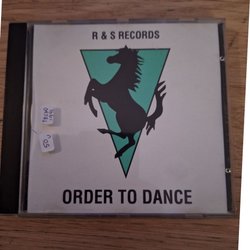 R & S RECORDS
ORDER TO DANCE